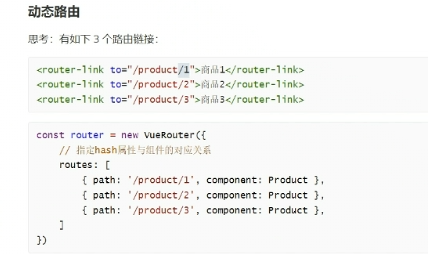 动态路由
思考：有如下 3 个路由链接：
<router-link to="/product/1">商品1</router-link>
<router-link to="/product/2">商品2</router-link>
<router-link to="/product/3">商品3</router-link>
const router = new VueRouter({
    // 指定hash属性与组件的对应关系
    routes: [
        { path: '/product/1', component: Product },
        { path: '/product/2', component: Product },
        { path: '/product/3', component: Product },
    ]
})